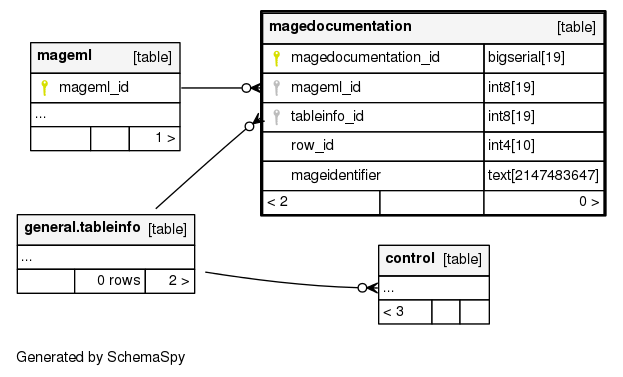 magedocumentation [table]
magedocumentation_id bigserial[19]
mageml_id int8[19]
tableinfo_id int8[19]
row_id int4[10]
mageidentifier text[2147483647]
< 2 0 >
mageml [table]
mageml_id
...
1 >
general.tableinfo [table]
...
0 rows 2 >
control [table]
...
< 3
Generated by SchemaSpy